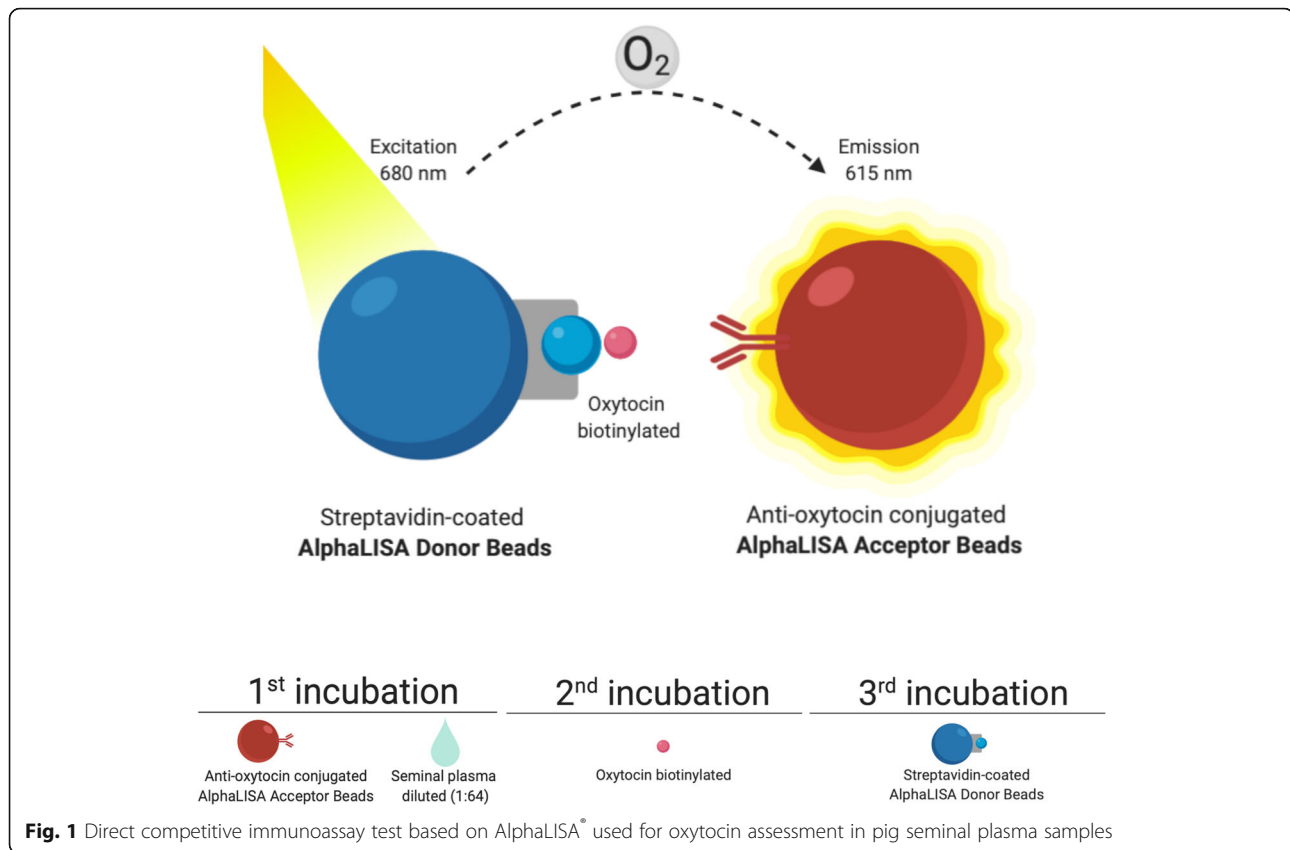 O₂
Excitation
680 nm
Emission
615 nm
Oxytocin
biotinylated
Streptavidin-coated
AlphaLISA Donor Beads
Anti-oxytocin conjugated
AlphaLISA Acceptor Beads
1st incubation
2nd incubation
3rd incubation
Anti-oxytocin conjugated
AlphaLISA Acceptor Beads
Seminal plasma
diluted (1:64)
Oxytocin biotinylated
Streptavidin-coated
AlphaLISA Donor Beads
Fig. 1 Direct competitive immunoassay test based on AlphaLISA® used for oxytocin assessment in pig seminal plasma samples